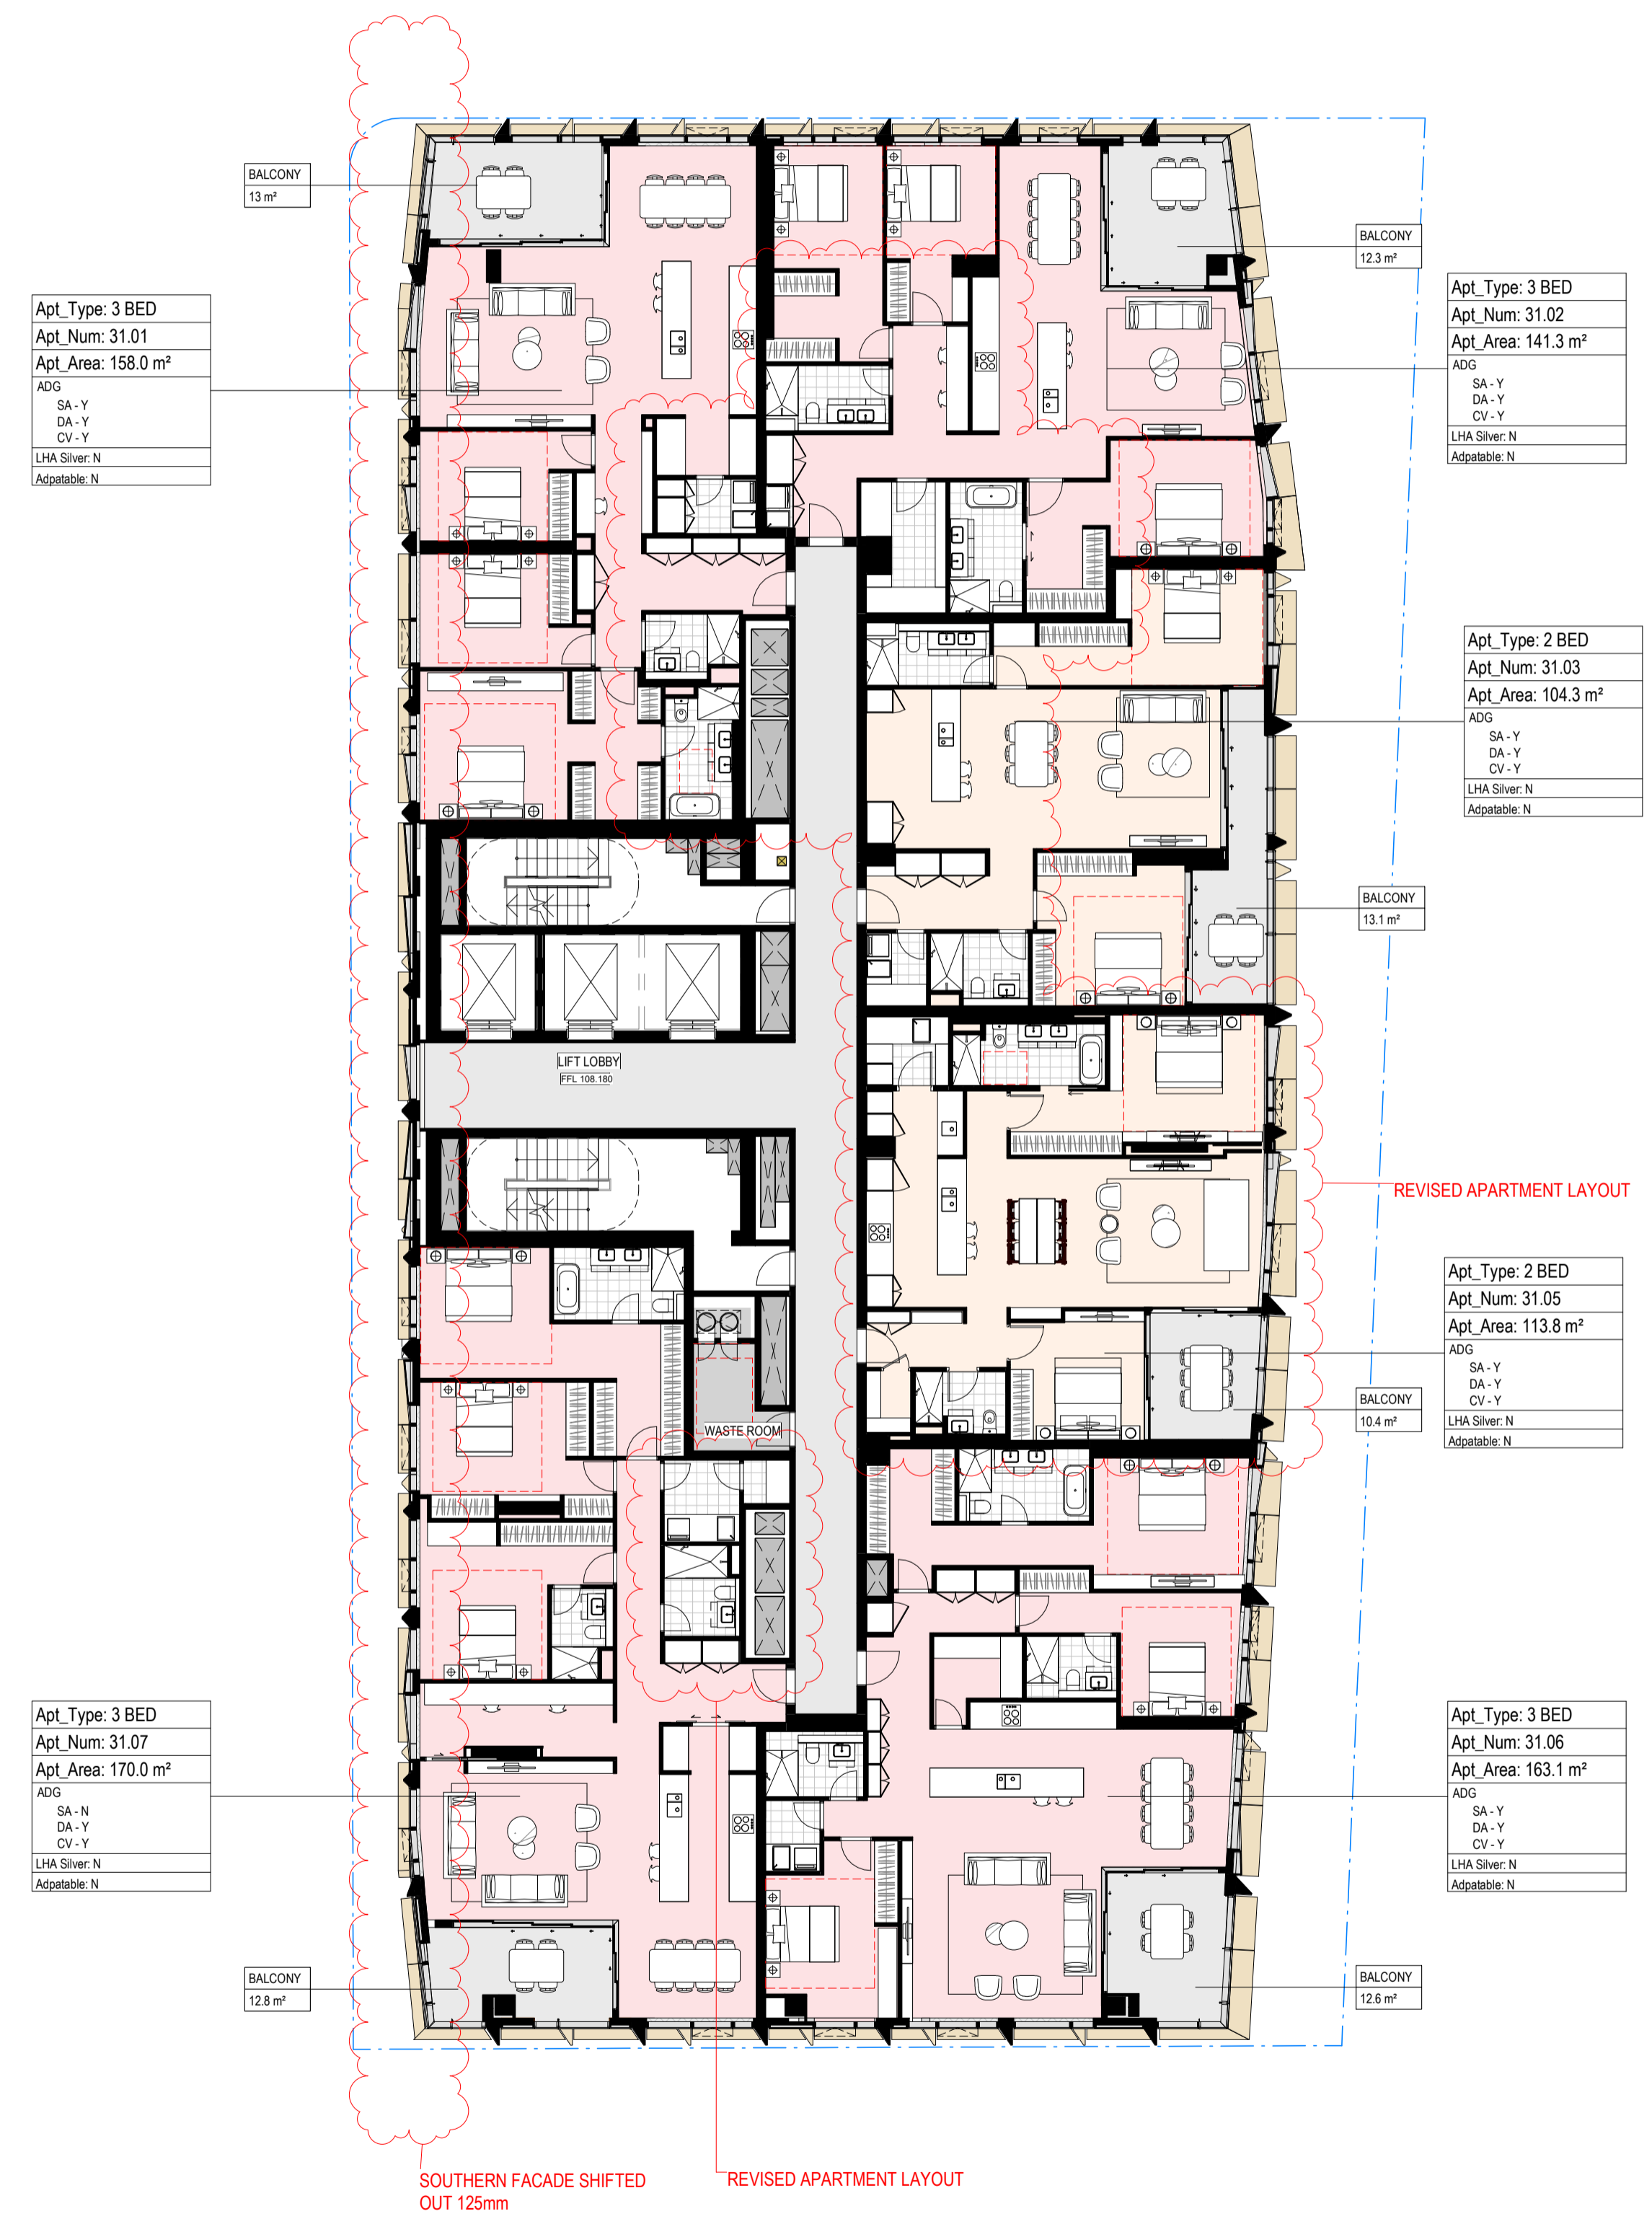 BALCONY
13 m²
BALCONY
12.3 m²
Apt_Type: 3 BED
Apt_Num: 31.01
Apt_Area: 158.0 m²
ADG
SA - Y
DA - Y
CV - Y
LHA Silver: N
Adpatable: N
Apt_Type: 3 BED
Apt_Num: 31.02
Apt_Area: 141.3 m²
ADG
SA - Y
DA - Y
CV - Y
LHA Silver: N
Adpatable: N
Apt_Type: 2 BED
Apt_Num: 31.03
Apt_Area: 104.3 m²
ADG
SA - Y
DA - Y
CV - Y
LHA Silver: N
Adpatable: N
BALCONY
13.1 m²
LIFT LOBBY
FFL 108.180
REVISED APARTMENT LAYOUT
Apt_Type: 2 BED
Apt_Num: 31.05
Apt_Area: 113.8 m²
ADG
SA - Y
DA - Y
CV - Y
LHA Silver: N
Adpatable: N
BALCONY
10.4 m²
WASTE ROOM
Apt_Type: 3 BED
Apt_Num: 31.07
Apt_Area: 170.0 m²
ADG
SA - N
DA - Y
CV - Y
LHA Silver: N
Adpatable: N
Apt_Type: 3 BED
Apt_Num: 31.06
Apt_Area: 163.1 m²
ADG
SA - Y
DA - Y
CV - Y
LHA Silver: N
Adpatable: N
BALCONY
12.8 m²
BALCONY
12.6 m²
SOUTHERN FACADE SHIFTED
OUT 125mm
REVISED APARTMENT LAYOUT